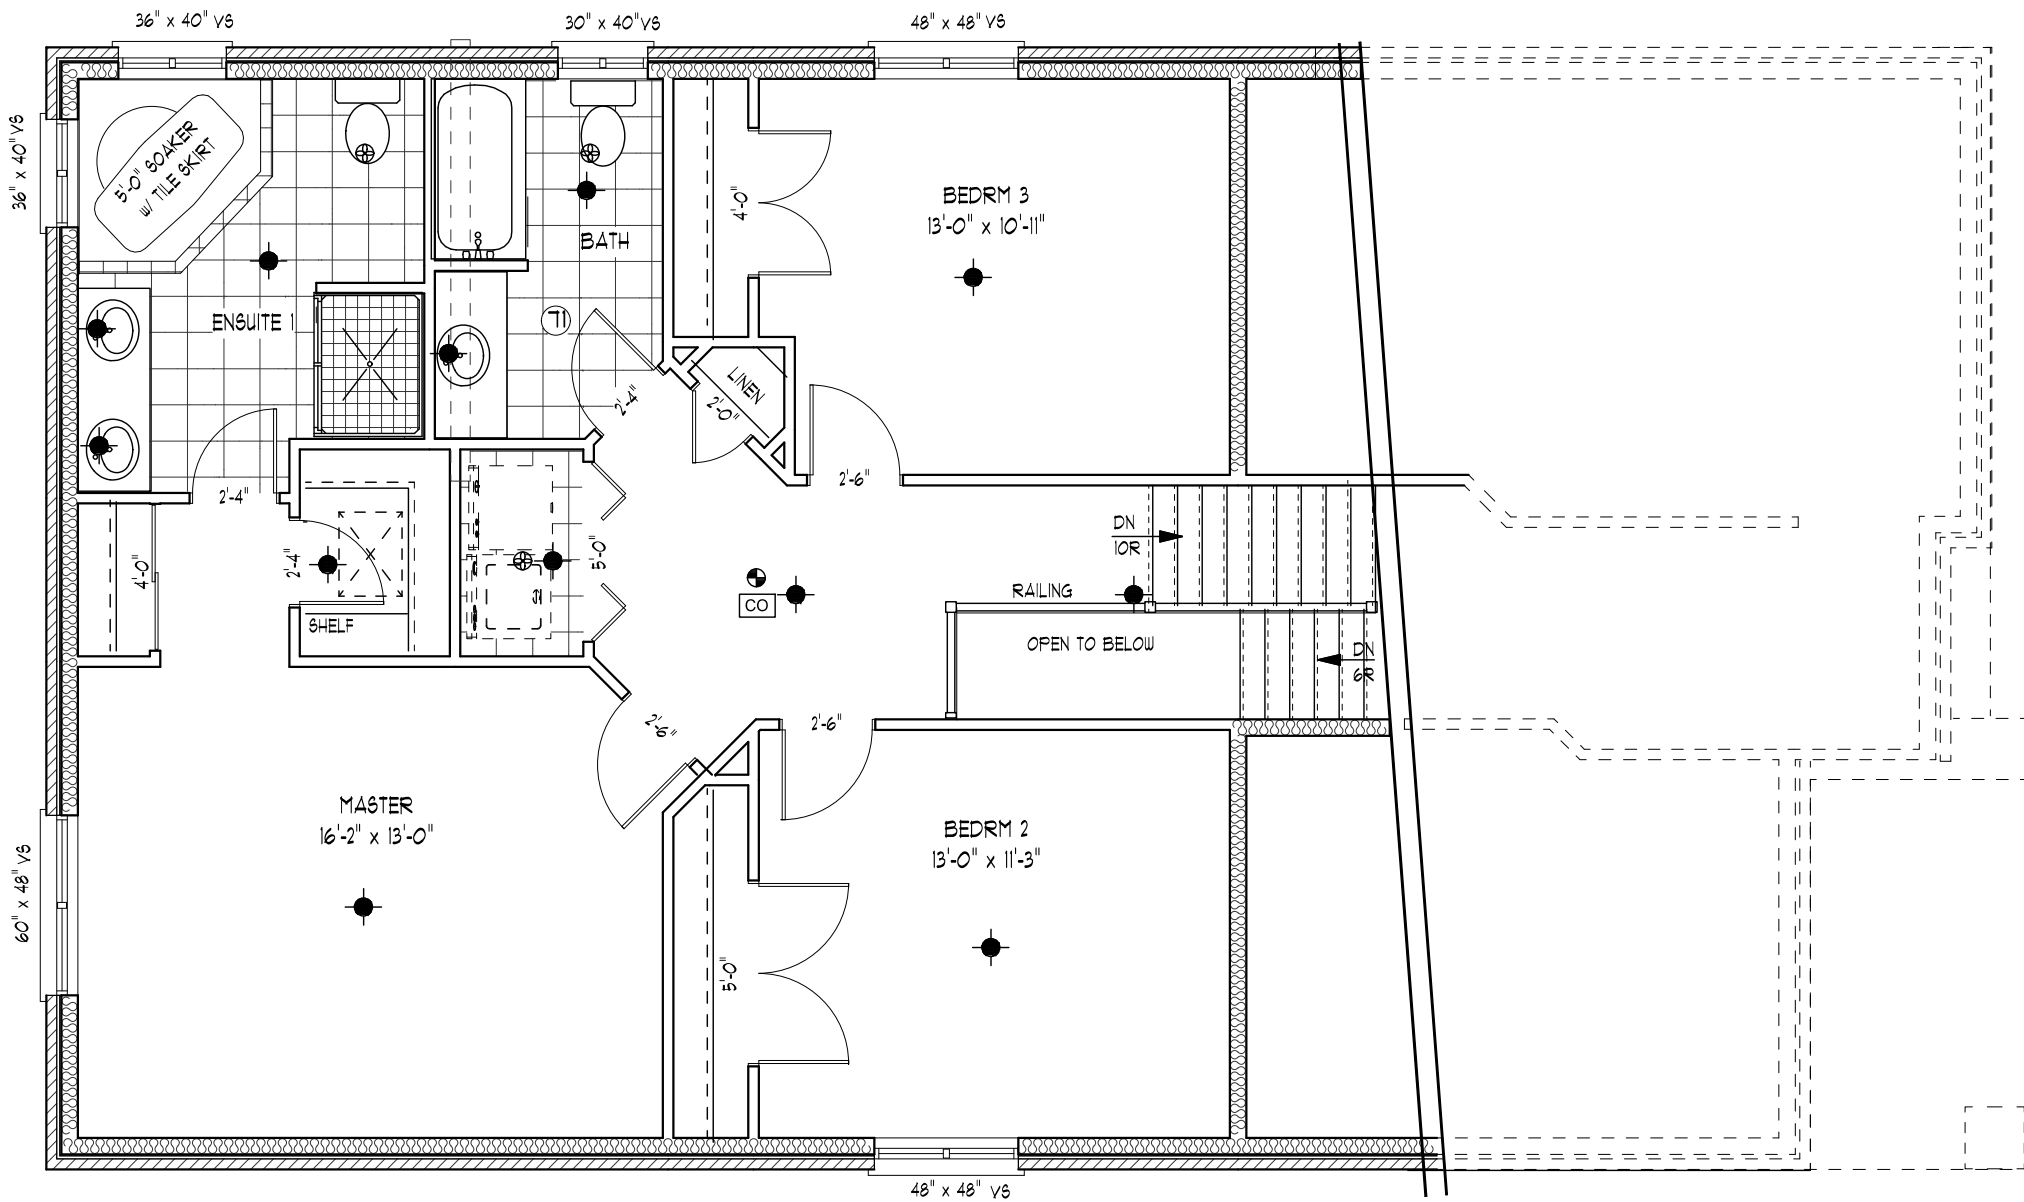 36" x 40" VS
30" x 40" VS
48" x 48" VS
36" x 40" VS
5'-0" SOAKER
w/ TILE SKIRT
BEDRM 3
13'-0" x 10'-11"
4'-0"
BATH
ENSUITE 1
LINEN
2'-4"
2'-0"
2'-6"
2'-4"
4'-0"
2'-4"
5'-0"
SHELF
CO
DN
10R
RAILING
OPEN TO BELOW
DN
6R
2'-6"
2'-6"
MASTER
16'-2" x 13'-0"
BEDRM 2
13'-0" x 11'-3"
60" x 48" VS
5'-0"
48" x 48" VS